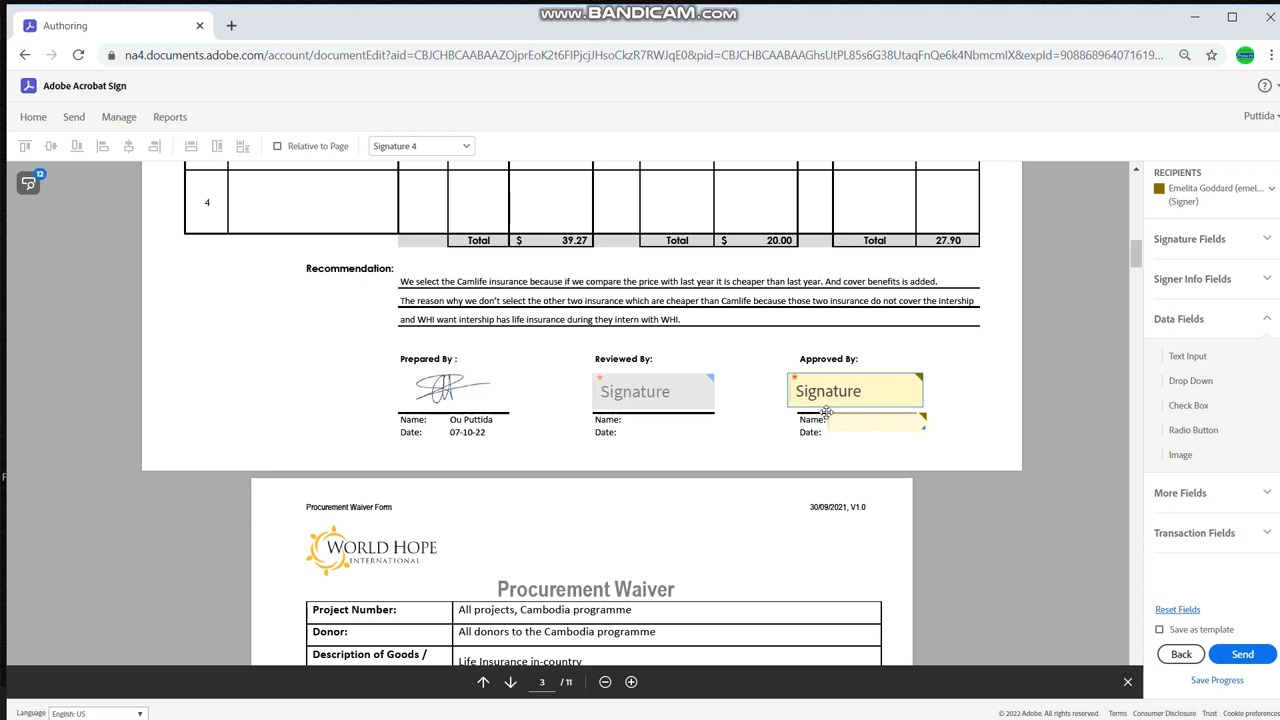 www.BANDICAM.com
Authoring
na4.documents.adobe.com/account/documentEdit?aid=CBJCHBCAABAAZOjprEoK2t6FIPjcjJHsoCkzR7RWJqE0&pid=CBJCHBCAABAAAGhsUtPL85s6G38UtaqFnQe6k4NbmcmIX&expId=908868964071619...
Adobe Acrobat Sign
Puttida
Home Send Manage Reports
Relative to Page Signature 4
12
4
Total $ 39.27 Total $ 20.00 Total 27.90
Recommendation:
We select the Camlife insurance because if we compare the price with last year it is cheaper than last year. And cover benefits is added.
The reason why we don't select the other two insurance which are cheaper than Camlife because those two insurance do not cover the intership
and WHI want intership has life insurance during they intern with WHI.
Prepared By : Reviewed By: Approved By:
* Signature * Signature
Name: Ou Puttida Name: Name:
Date: 07-10-22 Date: Date:
Procurement Waiver Form 30/09/2021, V1.0
WORLD HOPE
INTERNATIONAL
Procurement Waiver
Project Number: All projects, Cambodia programme
Donor: All donors to the Cambodia programme
Description of Goods / Life Insurance in-country
RECIPIENTS
Emelita Goddard (emel...
(Signer)
Signature Fields
Signer Info Fields
Data Fields
Text Input
Drop Down
Check Box
Radio Button
Image
More Fields
Transaction Fields
Reset Fields
Save as template
Back Send
Save Progress
3 / 11
Language English: US
© 2022 Adobe. All rights reserved. Terms Consumer Disclosure Trust Cookie preferences